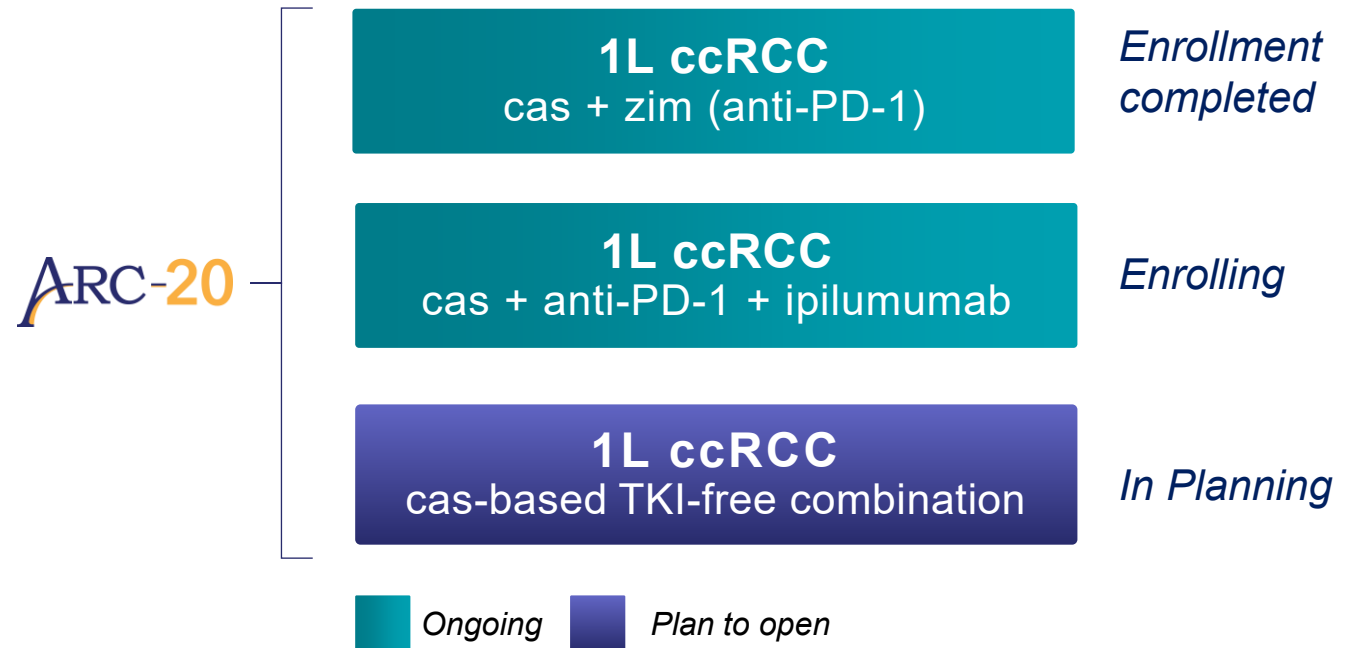 1L ccRCC
cas + zim (anti-PD-1)
Enrollment
completed
1L ccRCC
cas + anti-PD-1 + ipilumumab
Enrolling
ARC-20
1L ccRCC
cas-based TKI-free combination
In Planning
Ongoing
Plan to open